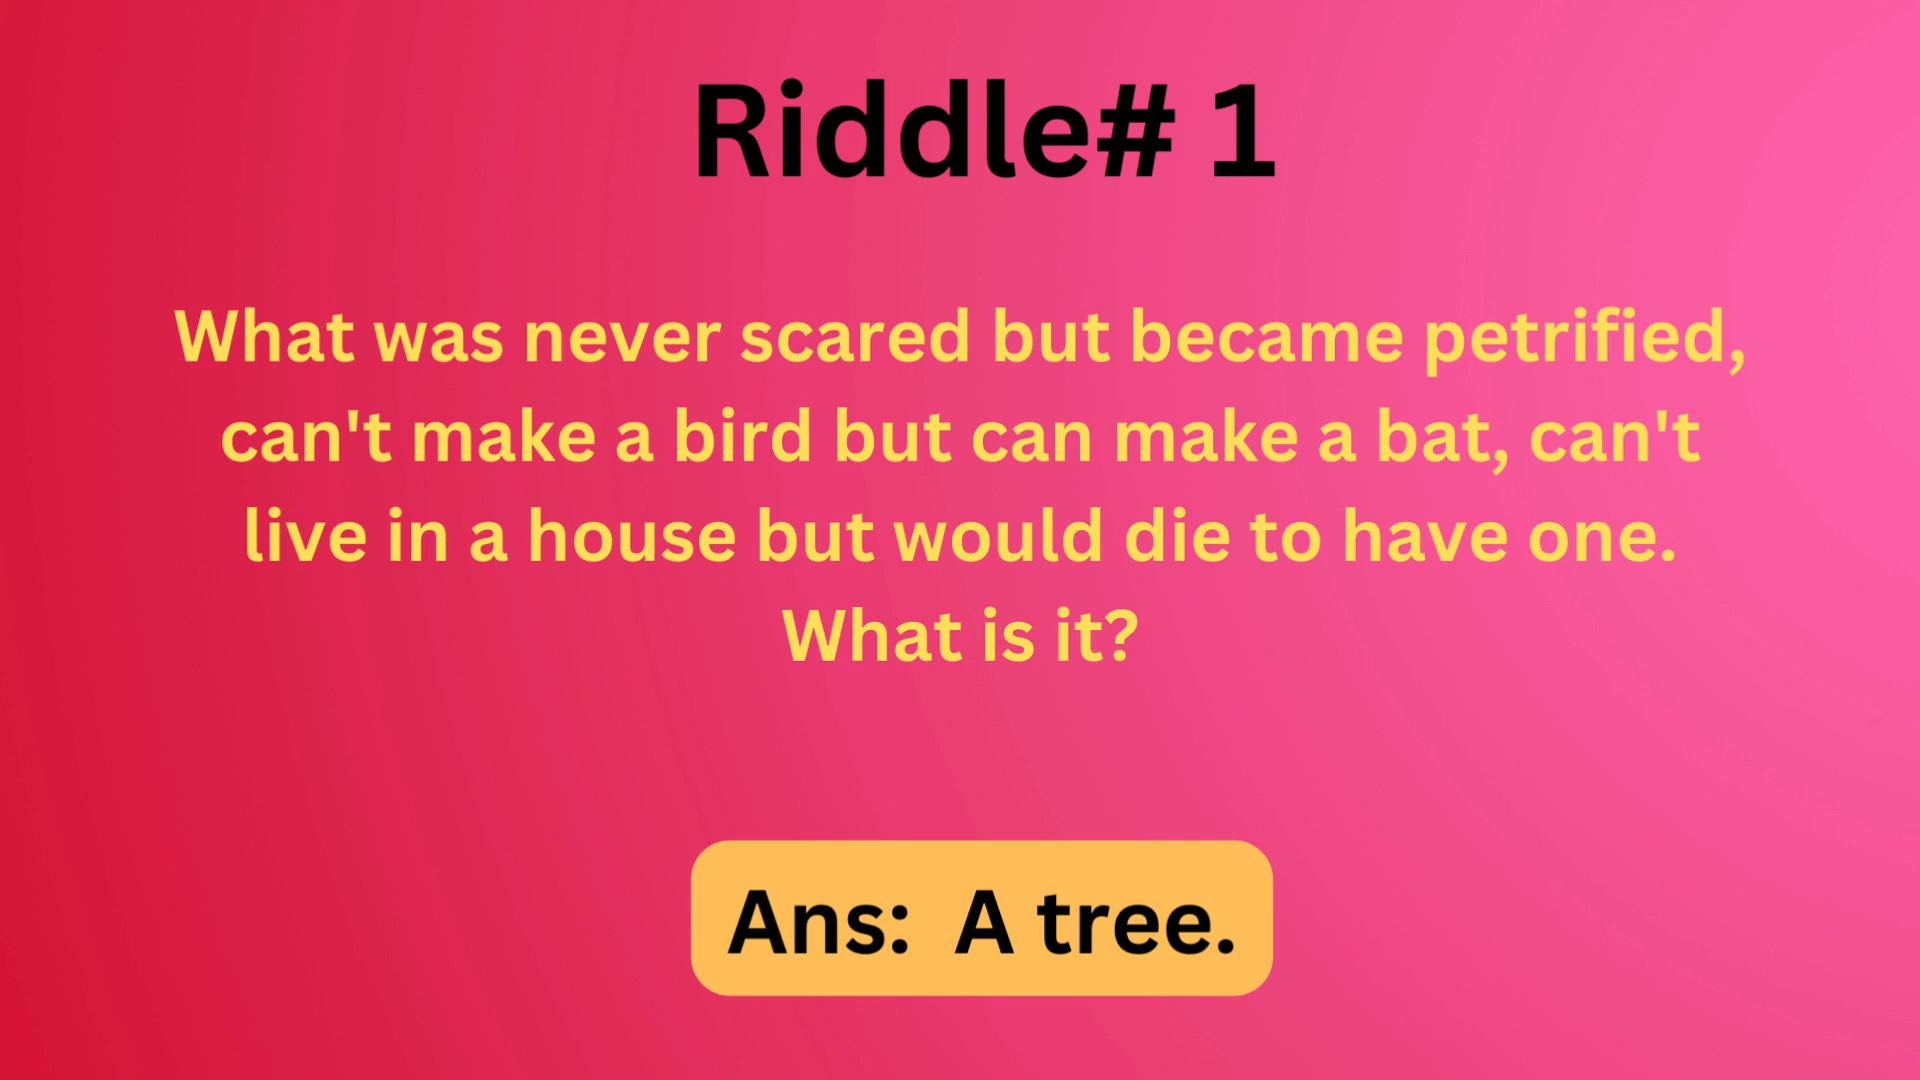 Riddle# 1
What was never scared but became petrified,
can't make a bird but can make a bat, can't
live in a house but would die to have one.
What is it?
Ans: A tree.